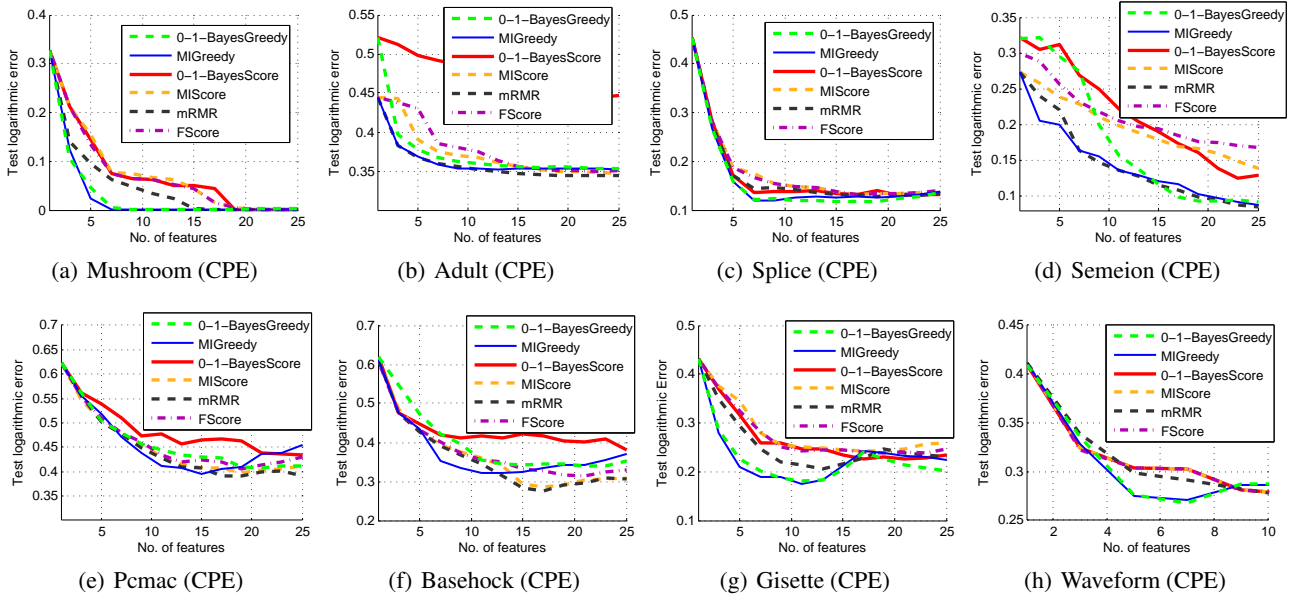 0.4
0.3
0.2
0.1
0
5
10
15
20
25
Test logarithmic error
No. of features
0-1-BayesGreedy
MIGreedy
0-1-BayesScore
MIScore
mRMR
FScore
(a) Mushroom (CPE)
0.55
0.45
0.35
5
10
15
20
25
Test logarithmic error
No. of features
0-1-BayesGreedy
MIGreedy
0-1-BayesScore
MIScore
mRMR
FScore
(b) Adult (CPE)
0.5
0.4
0.3
0.2
0.1
5
10
15
20
25
Test logarithmic error
No. of features
0-1-BayesGreedy
MIGreedy
0-1-BayesScore
MIScore
mRMR
FScore
(c) Splice (CPE)
0.35
0.3
0.25
0.2
0.15
0.1
5
10
15
20
25
Test logarithmic error
No. of features
0-1-BayesGreedy
MIGreedy
0-1-BayesScore
MIScore
mRMR
FScore
(d) Semeion (CPE)
0.7
0.65
0.6
0.55
0.5
0.45
0.4
0.35
5
10
15
20
25
Test logarithmic error
No. of features
0-1-BayesGreedy
MIGreedy
0-1-BayesScore
MIScore
mRMR
FScore
(e) Pcmac (CPE)
0.7
0.6
0.5
0.4
0.3
0.2
5
10
15
20
25
Test logarithmic error
No. of features
0-1-BayesGreedy
MIGreedy
0-1-BayesScore
MIScore
mRMR
FScore
(f) Basehock (CPE)
0.5
0.4
0.3
0.2
0.1
5
10
15
20
25
Test logarithmic Error
No. of features
0-1-BayesGreedy
MIGreedy
0-1-BayesScore
MIScore
mRMR
FScore
(g) Gisette (CPE)
0.45
0.4
0.35
0.3
0.25
2
4
6
8
10
Test logarithmic error
No. of features
0-1-BayesGreedy
MIGreedy
0-1-BayesScore
MIScore
mRMR
FScore
(h) Waveform (CPE)